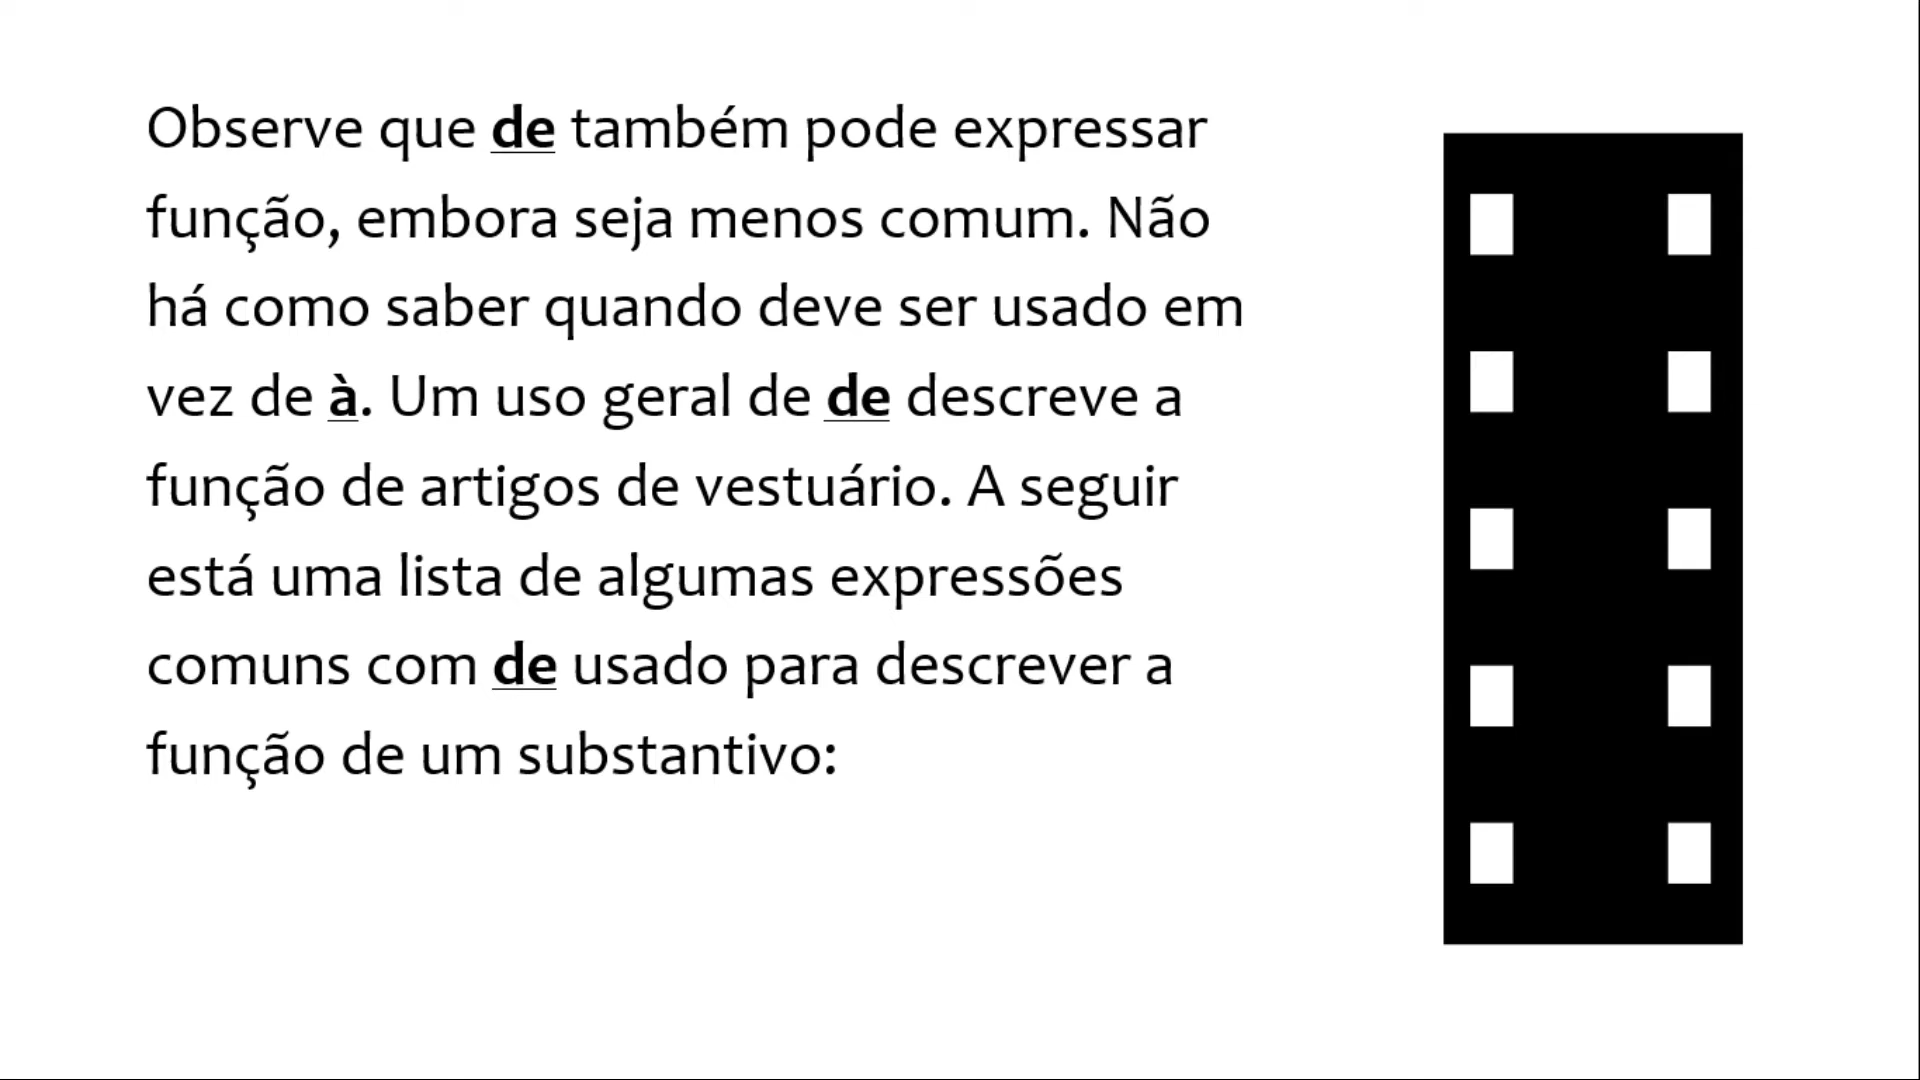 Observe que de também pode expressar
função, embora seja menos comum. Não
há como saber quando deve ser usado em
vez de à. Um uso geral de de descreve a
função de artigos de vestuário. A seguir
está uma lista de algumas expressões
comuns com de usado para descrever a
função de um substantivo: